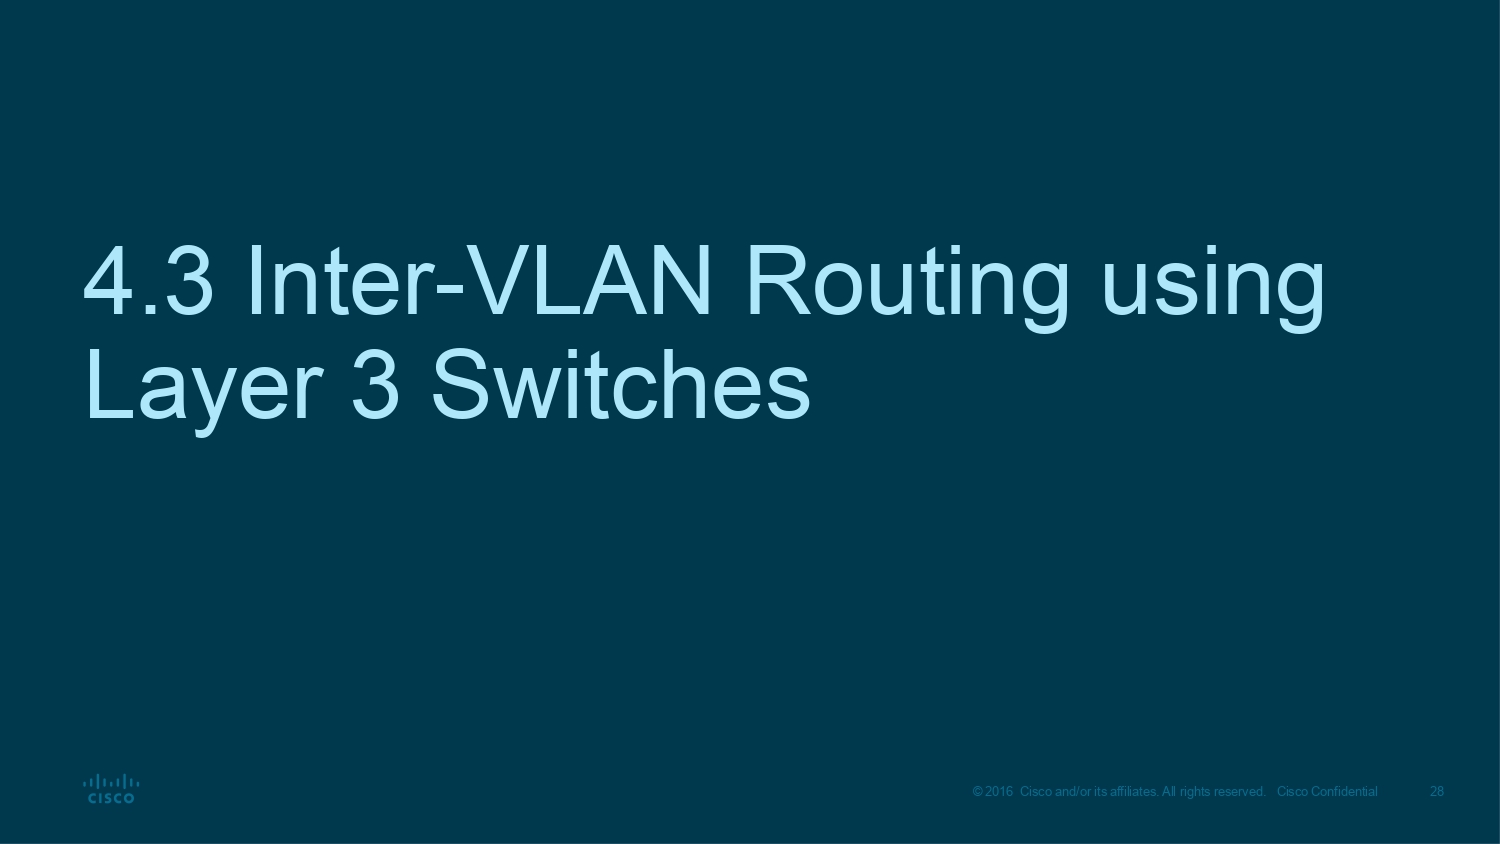 4.3 Inter-VLAN Routing using
Layer 3 Switches
CISCO
© 2016 Cisco and/or its affiliates. All rights reserved. Cisco Confidential
28